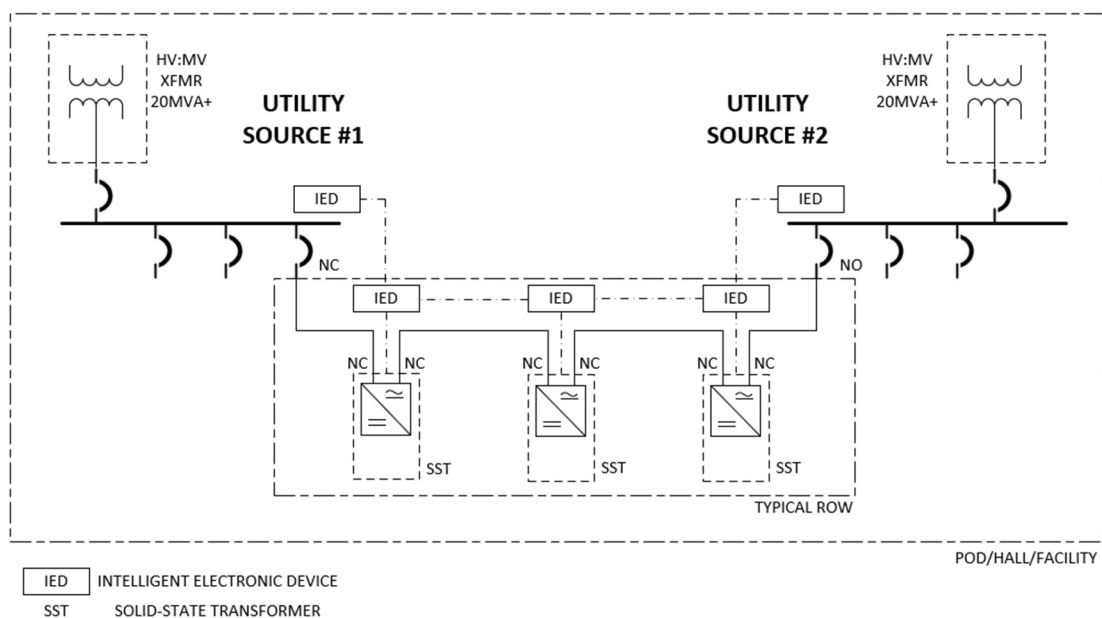 HV:MV
XFMR
20MVA+
UTILITY
SOURCE #1
UTILITY
SOURCE #2
HV:MV
XFMR
20MVA+
IED
IED
NC
NO
IED
IED
IED
NC
NC
NC
NC
NC
NC
SST
SST
SST
TYPICAL ROW
POD/HALL/FACILITY
IED INTELLIGENT ELECTRONIC DEVICE
SST SOLID-STATE TRANSFORMER